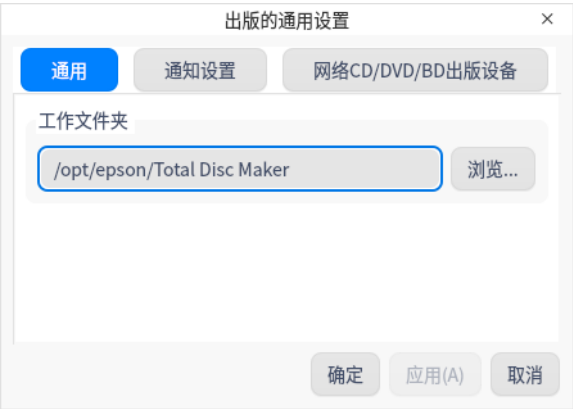 出版的通用设置
通用 通知设置 网络CD/DVD/BD出版设备
工作文件夹
/opt/epson/Total Disc Maker 浏览...
确定 应用(A) 取消